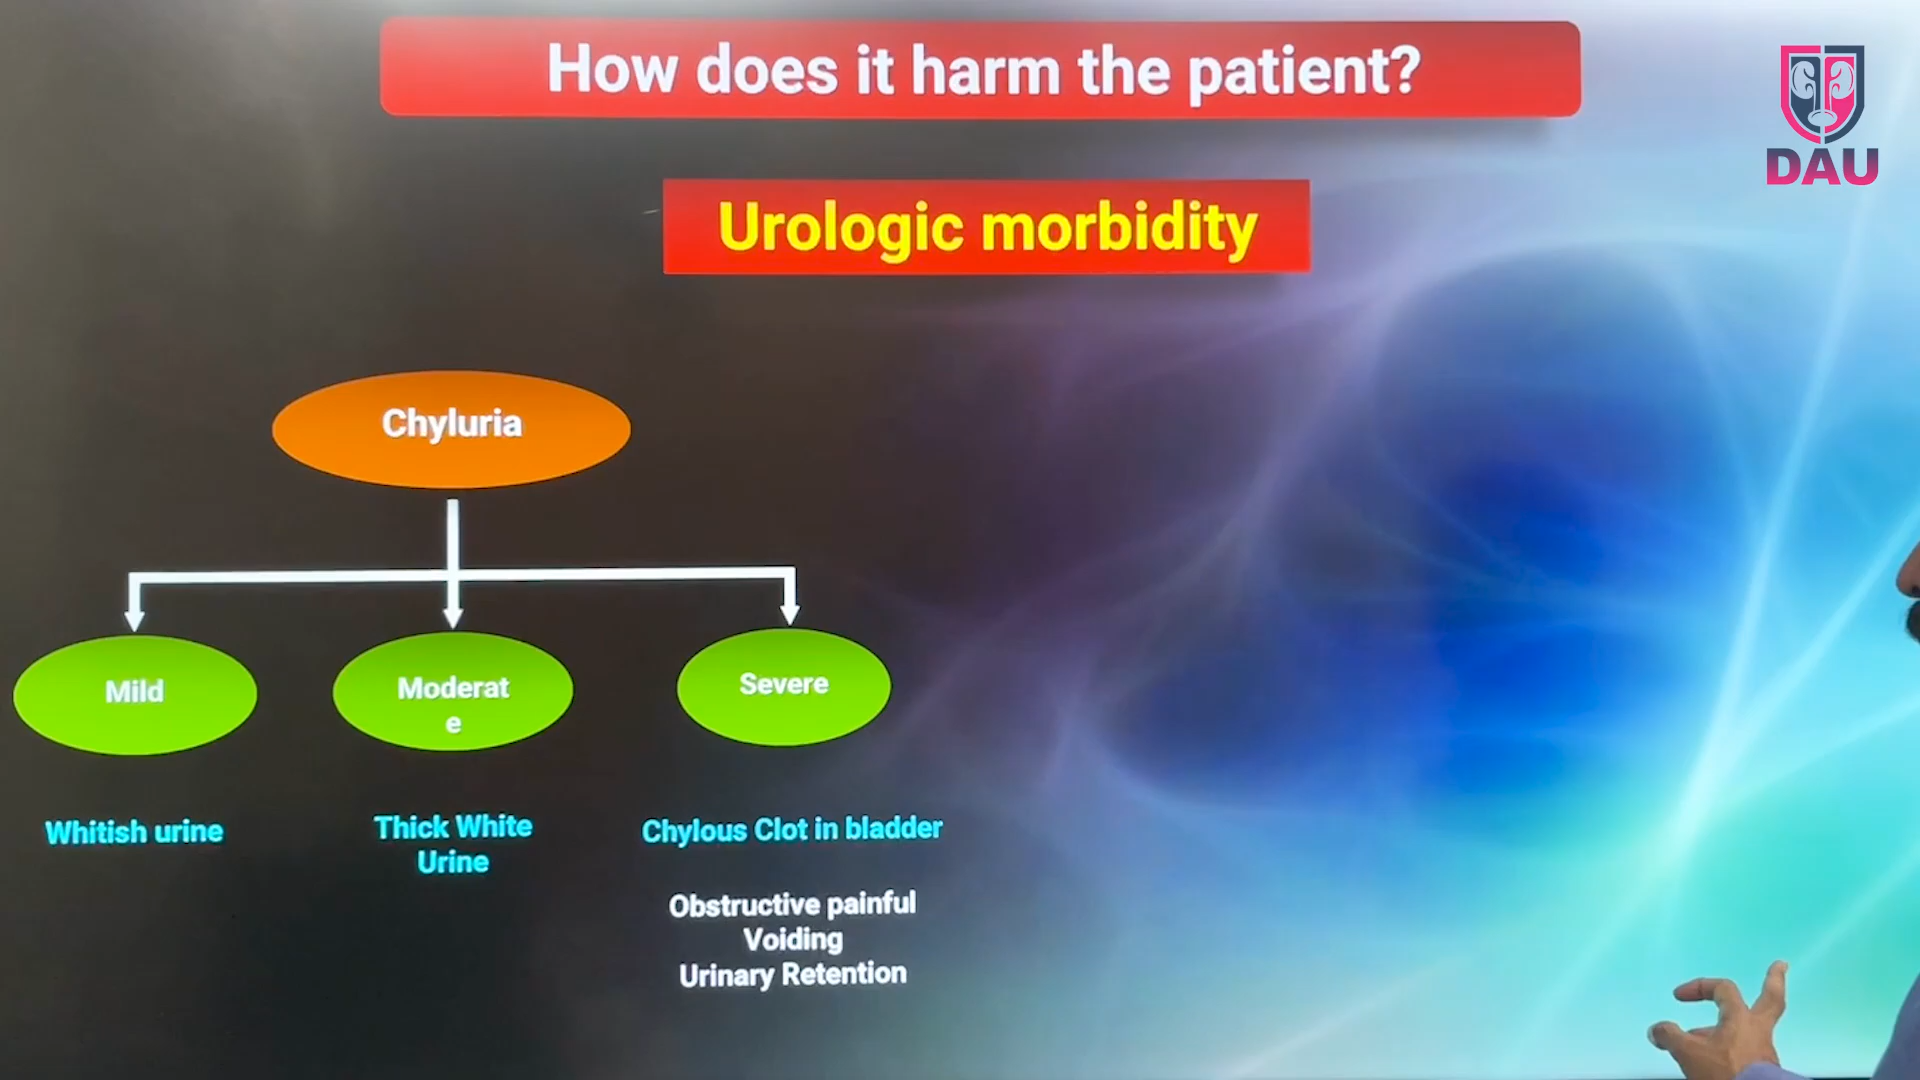 How does it harm the patient?
DAU
Urologic morbidity
Chyluria
Mild
Moderat
e
Severe
Whitish urine
Thick White
Urine
Chylous Clot in bladder
Obstructive painful
Voiding
Urinary Retention